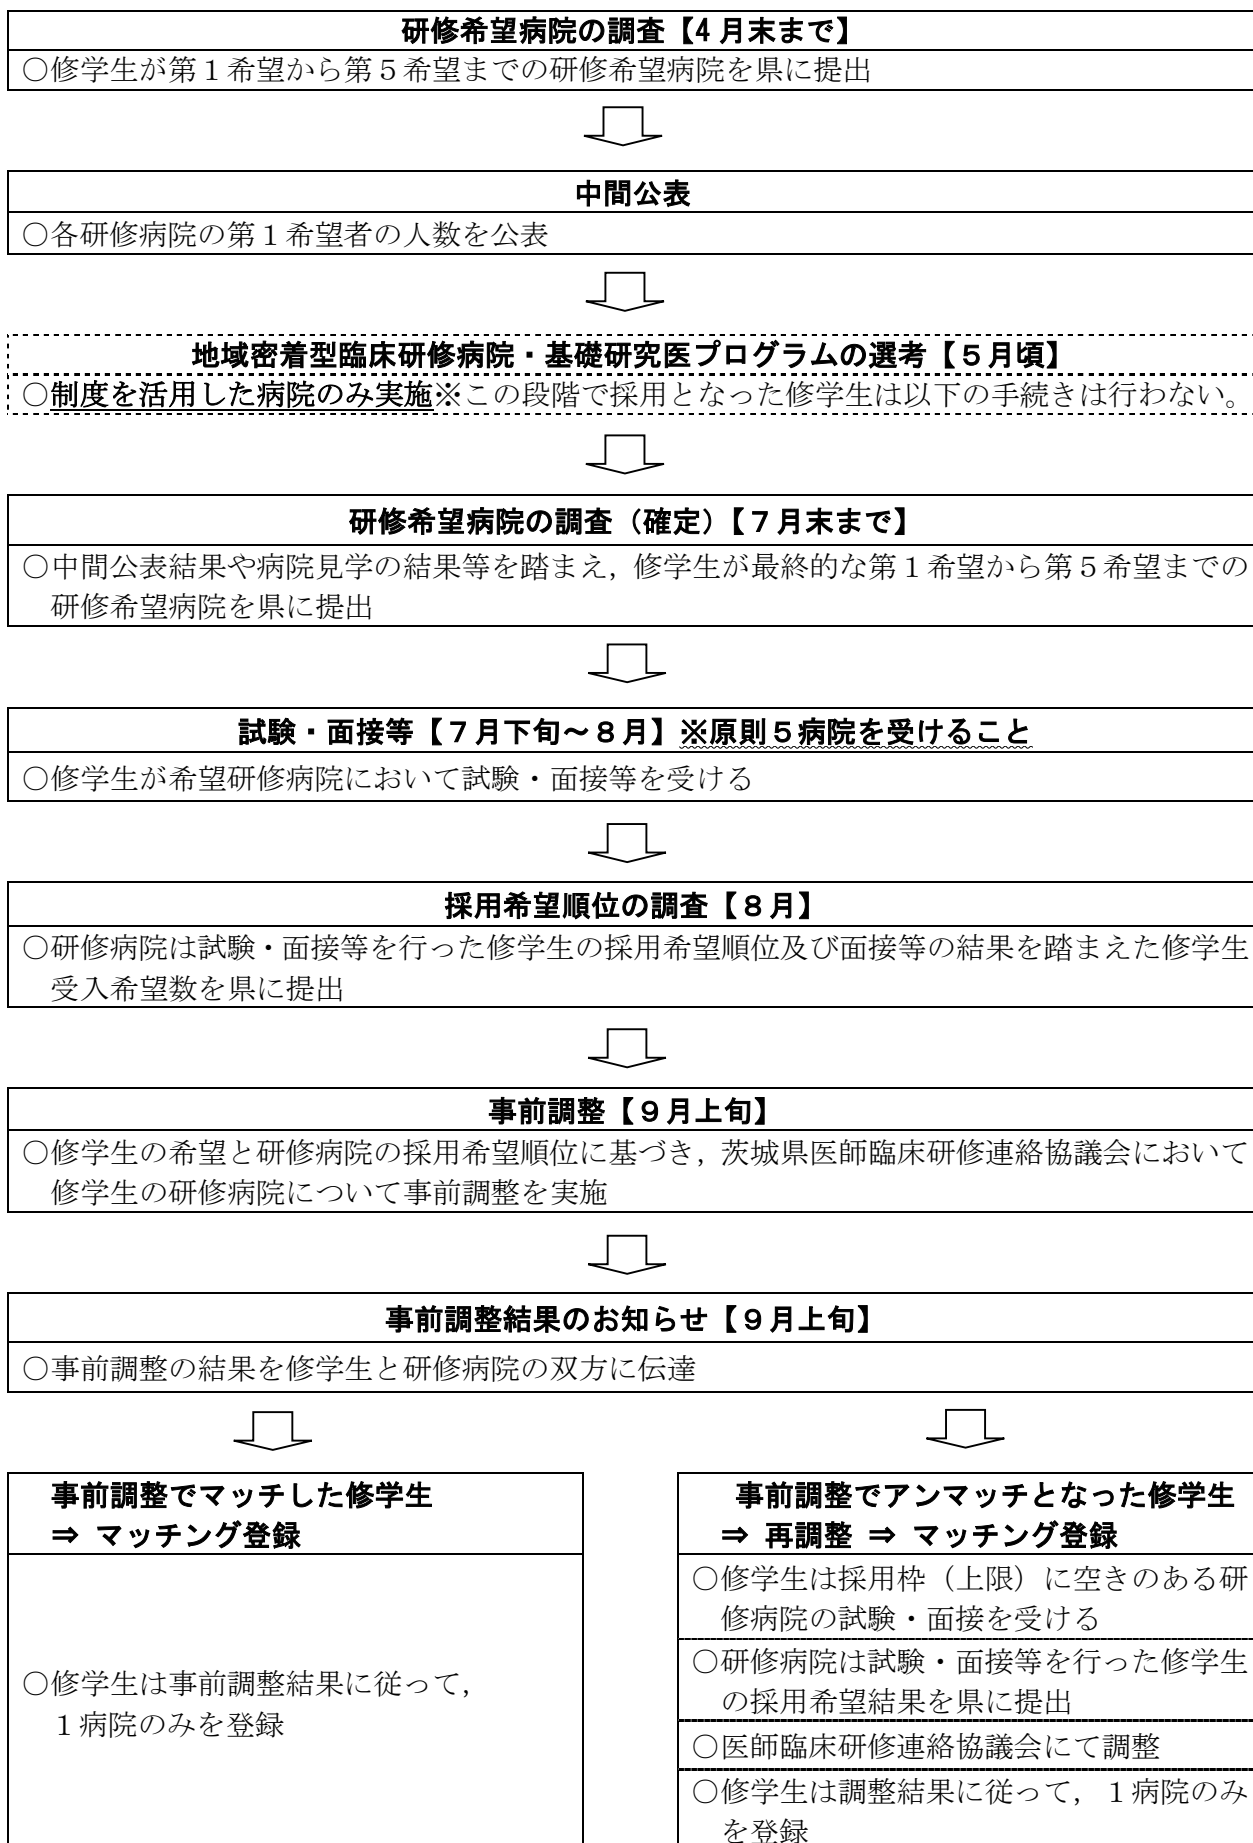 研修希望病院の調査【4月末まで】
○修学生が第１希望から第５希望までの研修希望病院を県に提出
中間公表
○各研修病院の第１希望者の人数を公表
地域密着型臨床研修病院・基礎研究医プログラムの選考【５月頃】
○制度を活用した病院のみ実施※この段階で採用となった修学生は以下の手続きは行わない。
研修希望病院の調査（確定）【７月末まで】
○中間公表結果や病院見学の結果等を踏まえ，修学生が最終的な第１希望から第５希望までの
研修希望病院を県に提出
試験・面接等【７月下旬～８月】※原則５病院を受けること
○修学生が希望研修病院において試験・面接等を受ける
採用希望順位の調査【８月】
○研修病院は試験・面接等を行った修学生の採用希望順位及び面接等の結果を踏まえた修学生
受入希望数を県に提出
事前調整【９月上旬】
○修学生の希望と研修病院の採用希望順位に基づき，茨城県医師臨床研修連絡協議会において
修学生の研修病院について事前調整を実施
事前調整結果のお知らせ【９月上旬】
○事前調整の結果を修学生と研修病院の双方に伝達
事前調整でマッチした修学生
⇒ マッチング登録
○修学生は事前調整結果に従って，
１病院のみを登録
事前調整でアンマッチとなった修学生
⇒ 再調整 ⇒ マッチング登録
○修学生は採用枠（上限）に空きのある研
修病院の試験・面接を受ける
○研修病院は試験・面接等を行った修学生
の採用希望結果を県に提出
○医師臨床研修連絡協議会にて調整
○修学生は調整結果に従って，１病院のみ
を登録